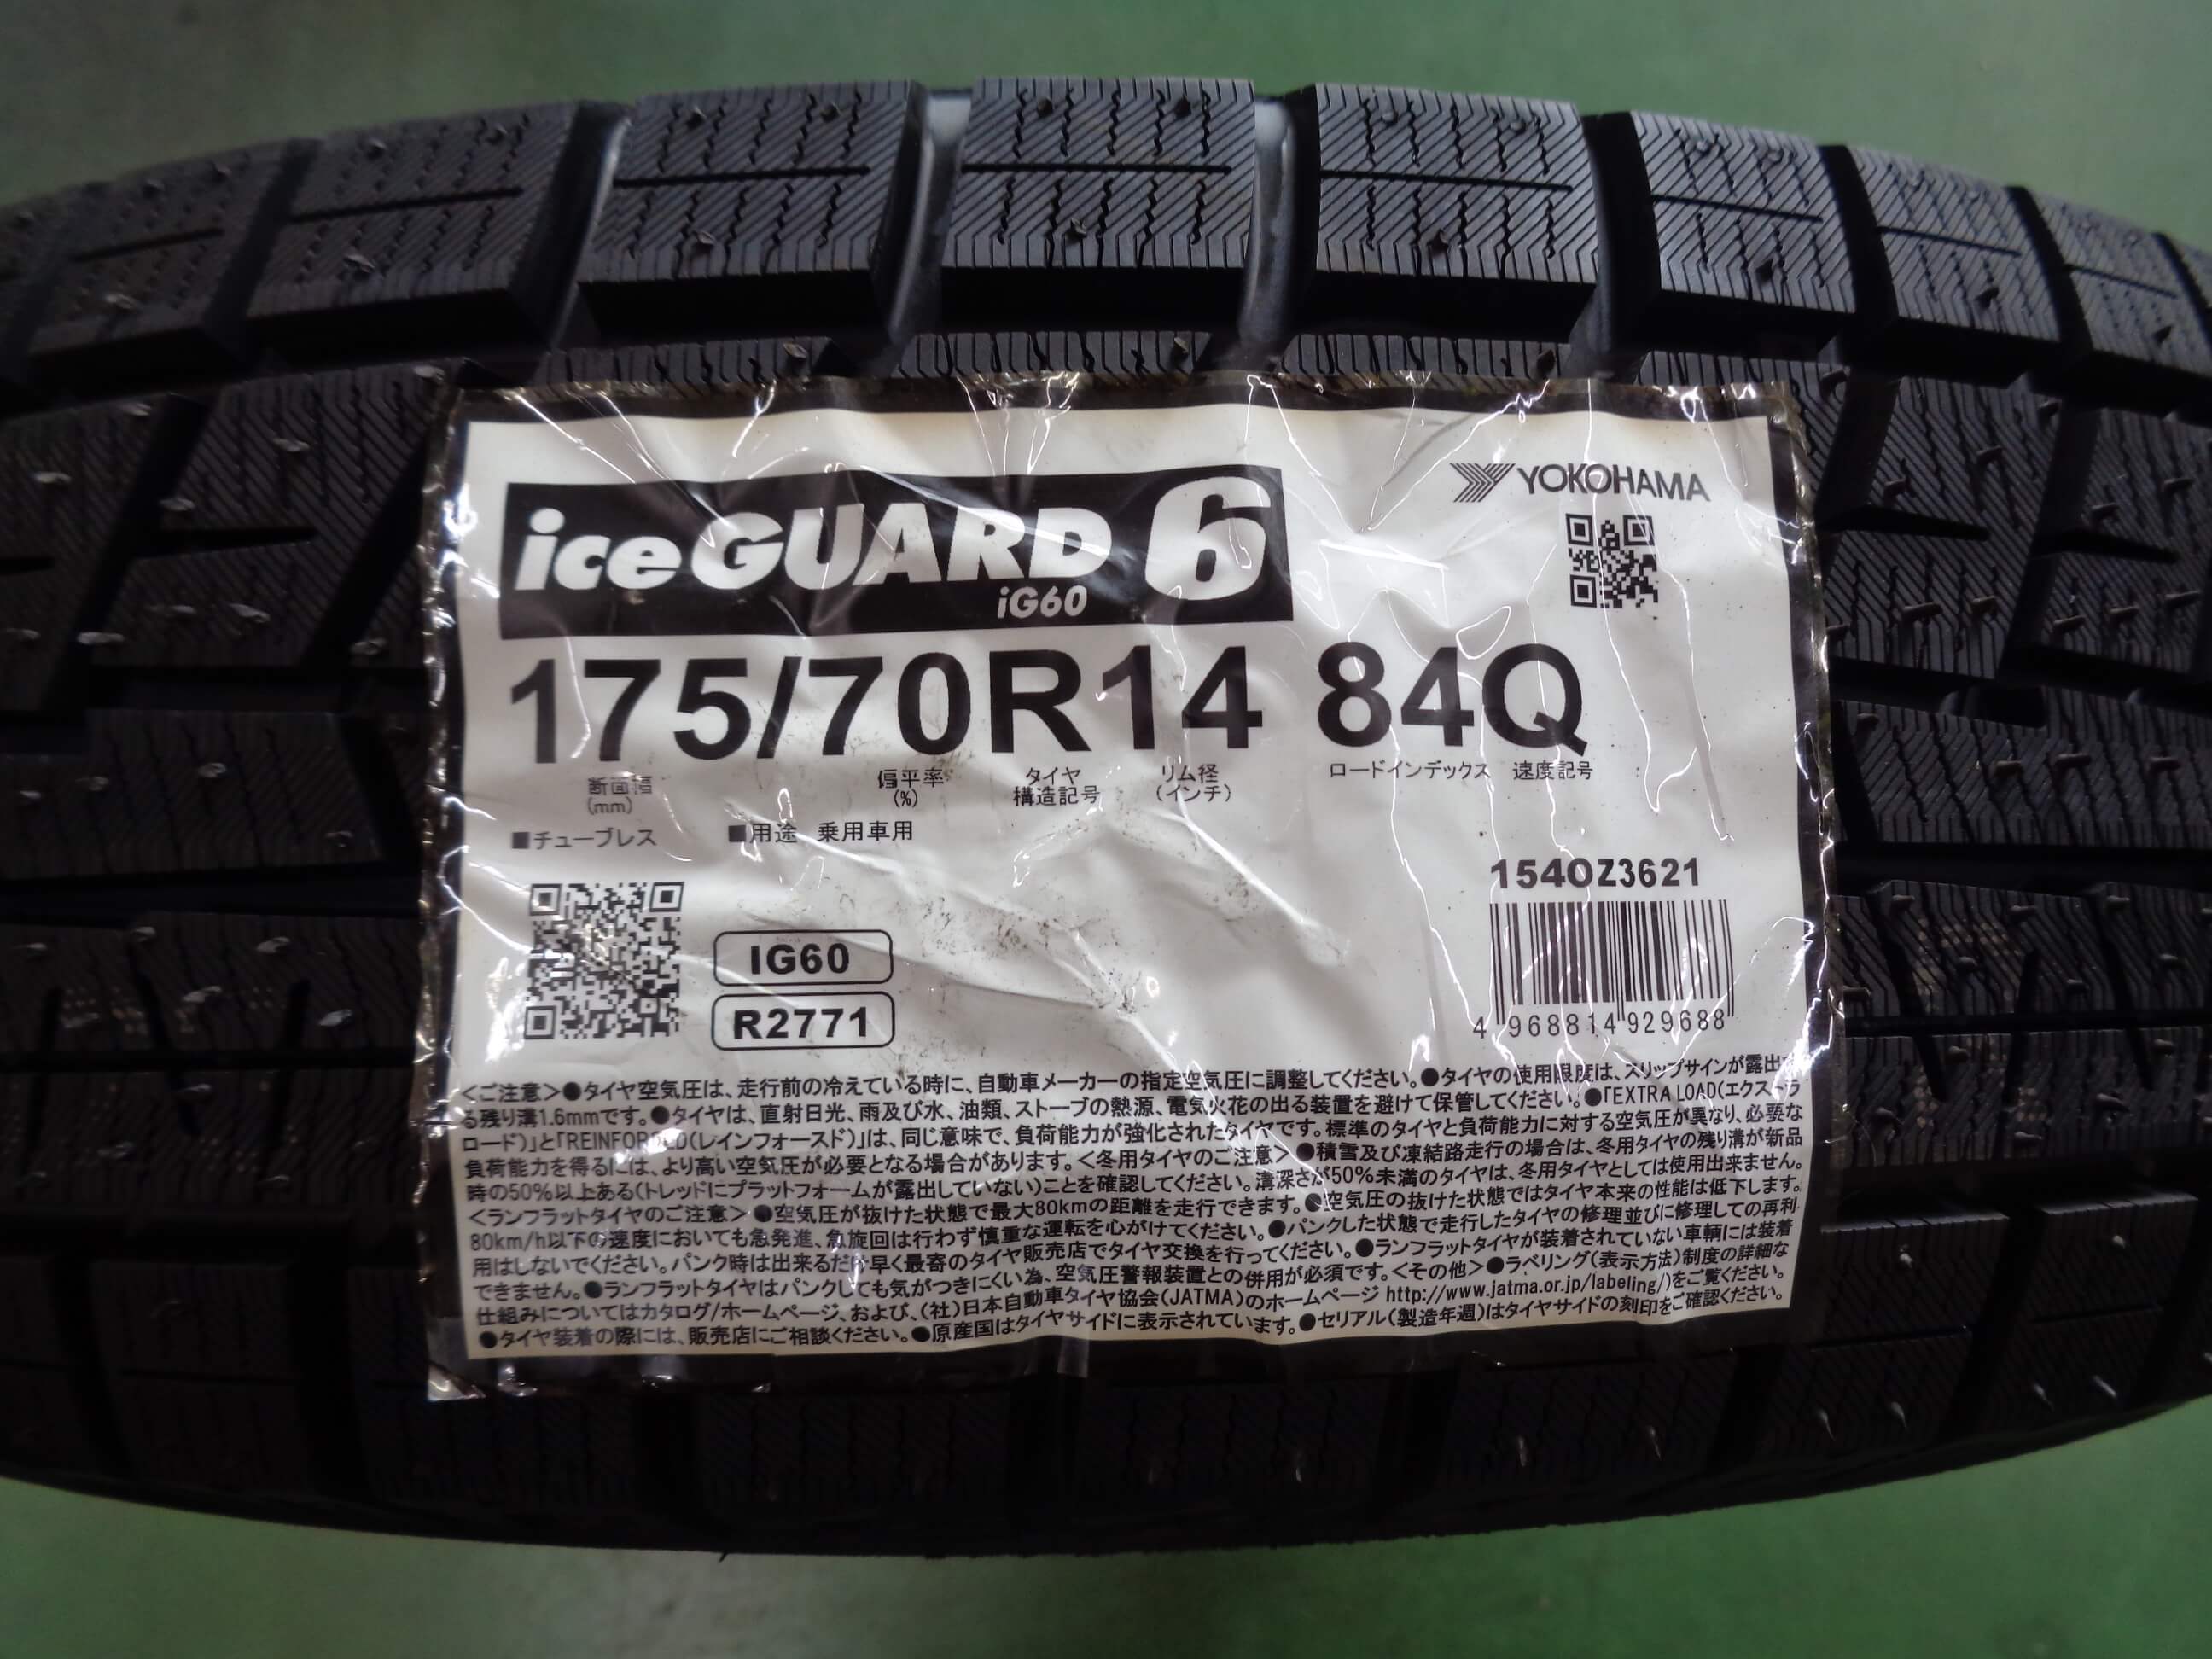 iceGUARD 6
iG60
YOKOHAMA
175/70R14 84Q
断面幅 偏平率 タイヤ リム径 ロードインデックス 速度記号
(mm) (%) 構造記号 (インチ)
■チューブレス ■用途 乗用車用
1540Z3621
IG60
R2771
4 968814 929688
<ご注意>●タイヤ空気圧は、走行前の冷えている時に、自動車メーカーの指定空気圧に調整してください。●タイヤの使用限度は、スリップサインが露出す
る残り溝1.6mmです。●タイヤは、直射日光、雨及び水、油類、ストーブの熱源、電気火花の出る装置を避けて保管してください。●「EXTRA LOAD(エクストラ
ロード)」と「REINFORCED(レインフォースド)」は、同じ意味で、負荷能力が強化されたタイヤです。標準のタイヤと負荷能力に対する空気圧が異なり、必要な
負荷能力を得るには、より高い空気圧が必要となる場合があります。<冬用タイヤのご注意>●積雪及び凍結路走行の場合は、冬用タイヤの残り溝が新品
時の50%以上ある(トレッドにプラットフォームが露出していない)ことを確認してください。溝深さが50%未満のタイヤは、冬用タイヤとしては使用出来ません。
<ランフラットタイヤのご注意>●空気圧が抜けた状態で最大80kmの距離を走行できます。●空気圧の抜けた状態ではタイヤ本来の性能は低下します。
80km/h以下の速度においても急発進、急旋回は行わず慎重な運転を心がけてください。●パンクした状態で走行したタイヤの修理並びに修理しての再利
用はしないでください。パンク時は出来るだけ早く最寄のタイヤ販売店でタイヤ交換を行ってください。●ランフラットタイヤが装着されていない車輌には装着
できません。●ランフラットタイヤはパンクしても気がつきにくい為、空気圧警報装置との併用が必須です。<その他>●ラベリング(表示方法)制度の詳細な
仕組みについてはカタログ/ホームページ、および、(社)日本自動車タイヤ協会(JATMA)のホームページ http://www.jatma.or.jp/labeling/)をご覧ください。
●タイヤ装着の際には、販売店にご相談ください。●原産国はタイヤサイドに表示されています。●セリアル(製造年週)はタイヤサイドの刻印をご確認ください。